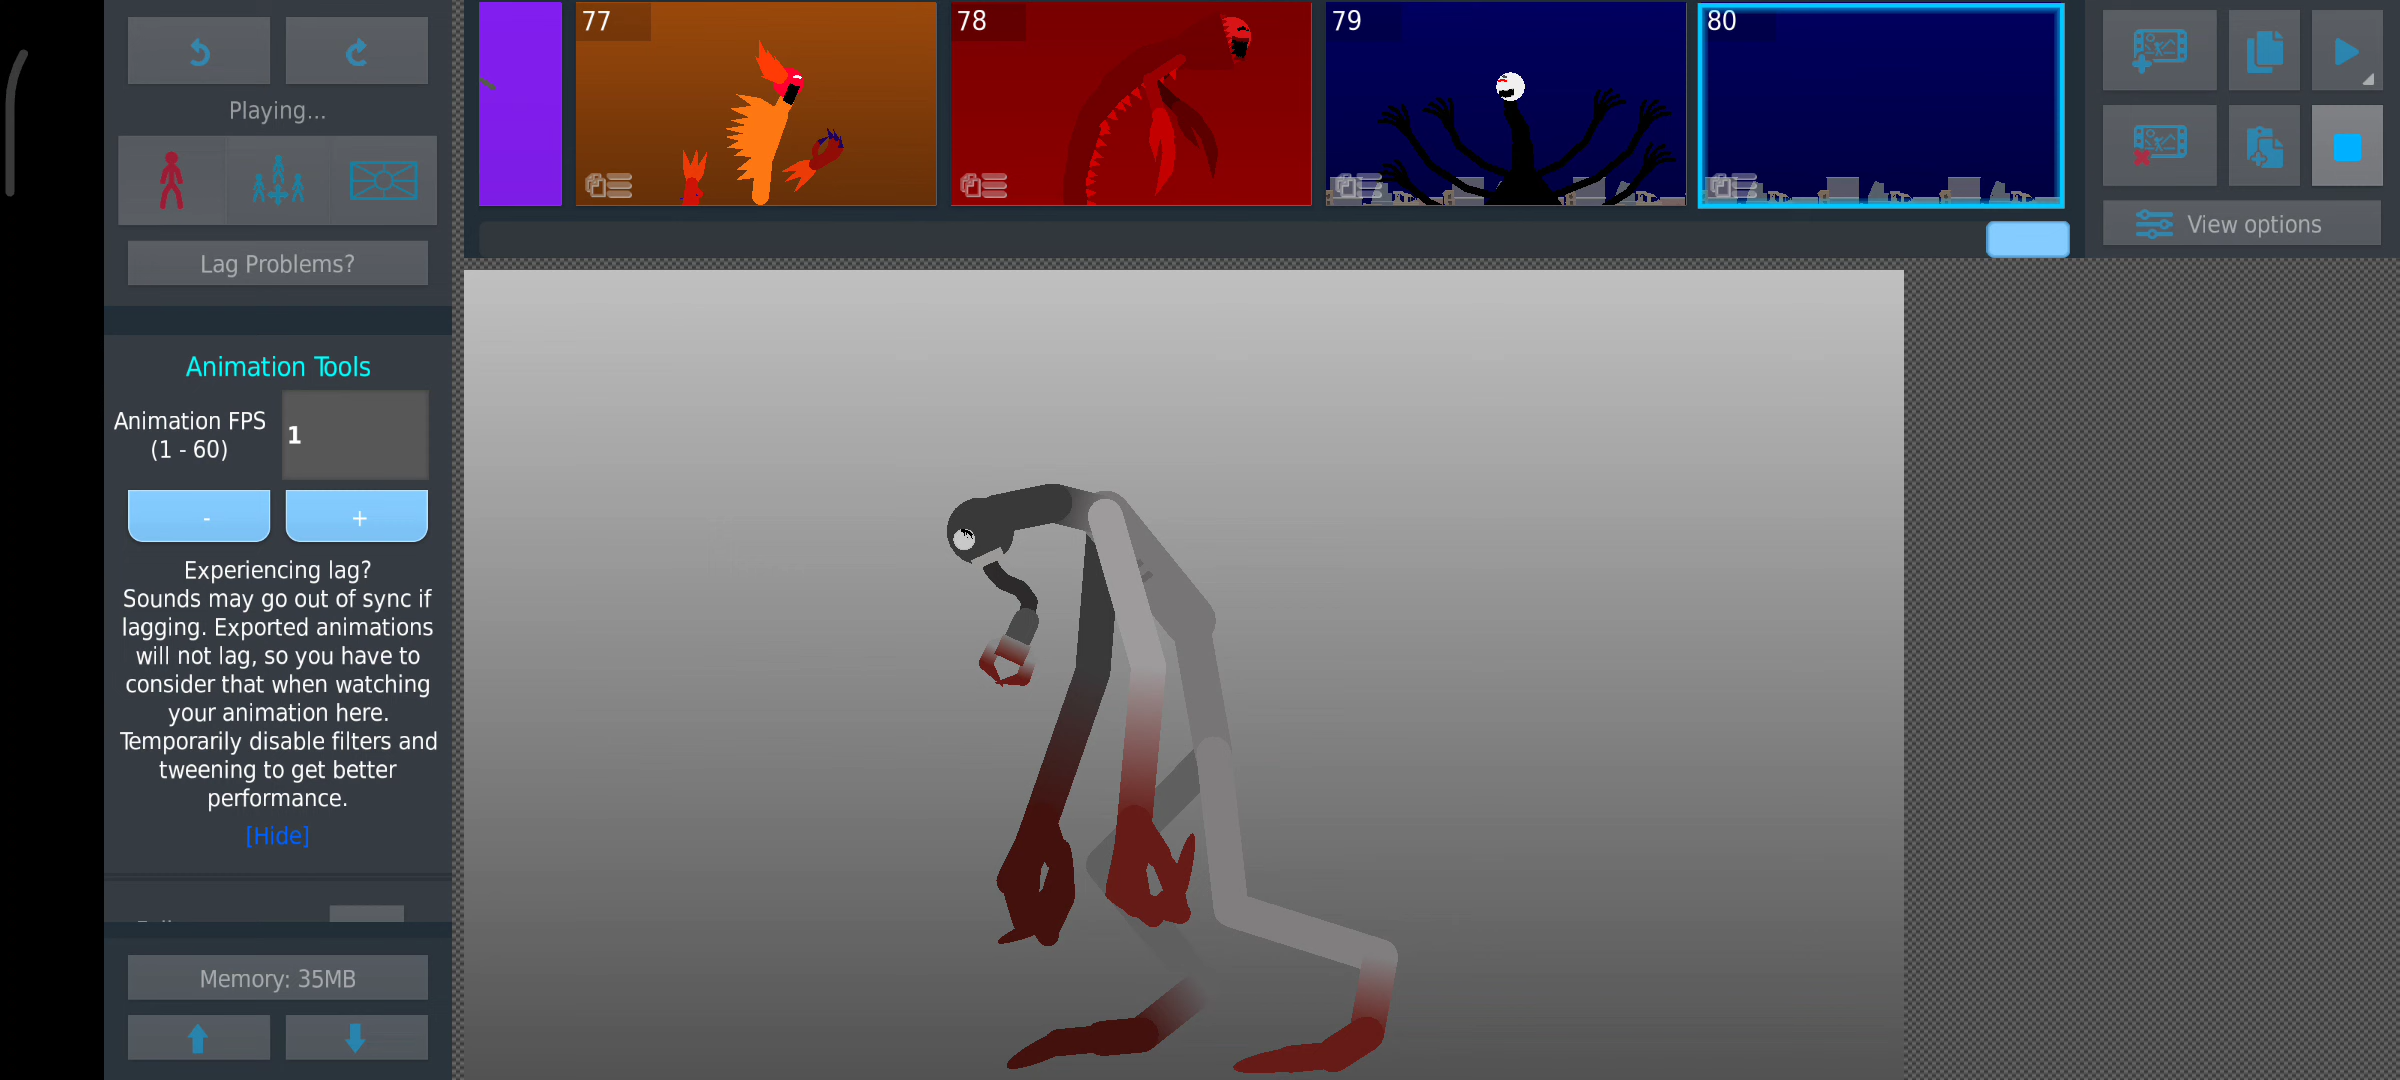 77
78
79
80
Playing...
Lag Problems?
View options
Animation Tools
Animation FPS
(1 - 60)
1
-
+
Experiencing lag?
Sounds may go out of sync if
lagging. Exported animations
will not lag, so you have to
consider that when watching
your animation here.
Temporarily disable filters and
tweening to get better
performance.
[Hide]
Memory: 35MB